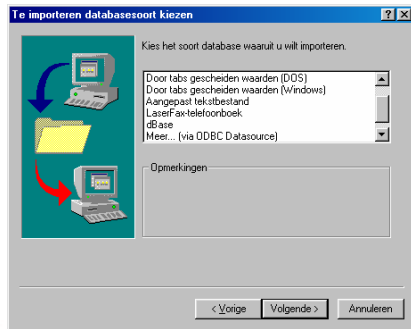 Te importeren databasesoort kiezen
Kies het soort database waaruit u wilt importeren.
Door tabs gescheiden waarden (DOS)
Door tabs gescheiden waarden (Windows)
Aangepast tekstbestand
LaserFax-telefoonboek
dBase
Meer... (via ODBC Datasource)
Opmerkingen
< Vorige
Volgende >
Annuleren